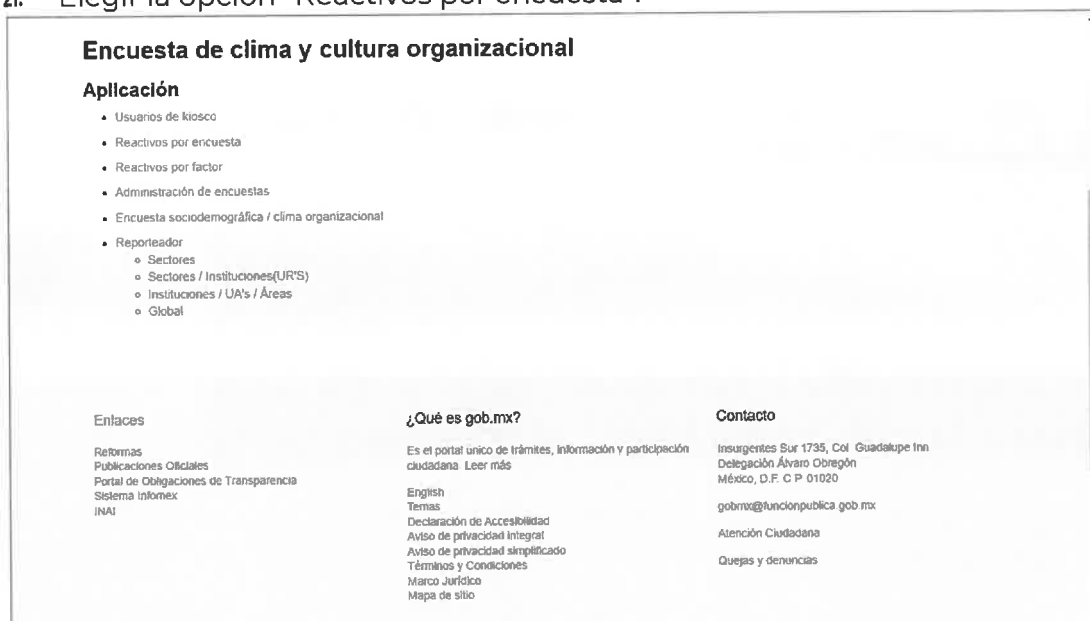 21. Elegir la opción "Reactivos por encuesta".
Encuesta de clima y cultura organizacional
Aplicación
• Usuarios de kiosco
• Reactivos por encuesta
• Reactivos por factor
• Administración de encuestas
• Encuesta sociodemográfica / clima organizacional
• Reporteador
o Sectores
o Sectores / Instituciones(UR'S)
o Instituciones / UA's / Áreas
o Global
Enlaces
Reformas
Publicaciones Oficiales
Portal de Obligaciones de Transparencia
Sistema Infomex
INAI
¿Qué es gob.mx?
Es el portal único de trámites, información y participación
ciudadana Leer más
English
Temas
Declaración de Accesibilidad
Aviso de privacidad integral
Aviso de privacidad simplificado
Términos y Condiciones
Marco Jurídico
Mapa de sitio
Contacto
Insurgentes Sur 1735, Col Guadalupe Inn
Delegación Álvaro Obregón
México, D.F. C P 01020
gobmx@funcionpublica.gob.mx
Atención Ciudadana
Quejas y denuncias